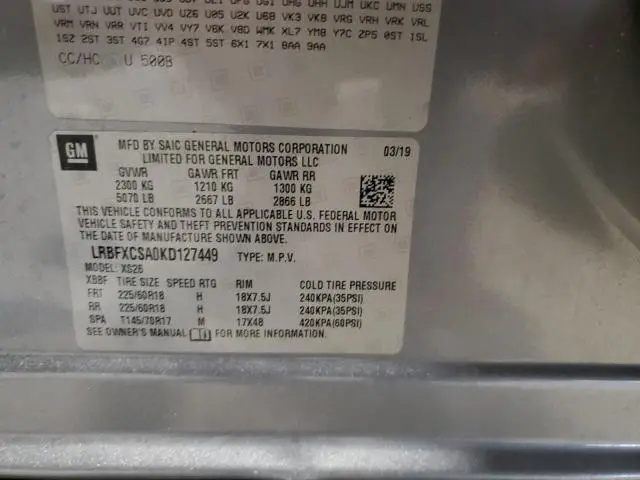 UST UTJ UUT UVC UVD UZ6 U05 U2K U68 VK3 VK8 VRG VRH VRK VRL
VRM VRN VRR VTI VV4 VY7 V6K V8D WMK XL7 YM8 Y7C ZP5 0ST 1SL
1SZ 2ST 3ST 4G7 41P 4ST 5ST 6X1 7X1 8AA 9AA
CC/HC U 5008
GM
MFD BY SAIC GENERAL MOTORS CORPORATION 03/19
LIMITED FOR GENERAL MOTORS LLC
GVWR GAWR FRT GAWR RR
2300 KG 1210 KG 1300 KG
5070 LB 2667 LB 2866 LB
THIS VEHICLE CONFORMS TO ALL APPLICABLE U.S. FEDERAL MOTOR
VEHICLE SAFETY AND THEFT PREVENTION STANDARDS IN EFFECT ON
THE DATE OF MANUFACTURE SHOWN ABOVE.
LRBFXCSA0KD127449 TYPE: M.P.V.
MODEL: XS26
XBBF TIRE SIZE SPEED RTG RIM COLD TIRE PRESSURE
FRT 225/60R18 H 18X7.5J 240KPA(35PSI)
RR 225/60R18 H 18X7.5J 240KPA(35PSI)
SPA T145/70R17 M 17X4B 420KPA(60PSI)
SEE OWNER'S MANUAL FOR MORE INFORMATION.